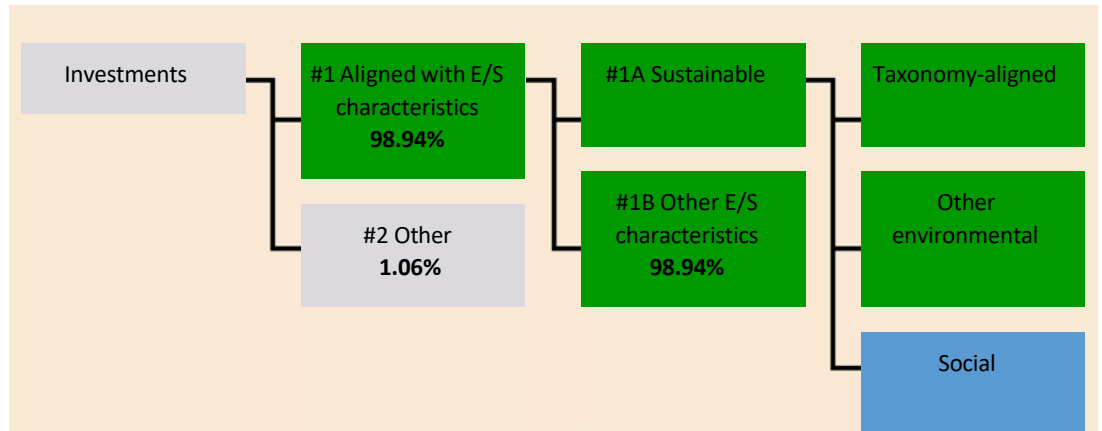 Investments
#1 Aligned with E/S
characteristics
98.94%
#2 Other
1.06%
#1A Sustainable
#1B Other E/S
characteristics
98.94%
Taxonomy-aligned
Other
environmental
Social